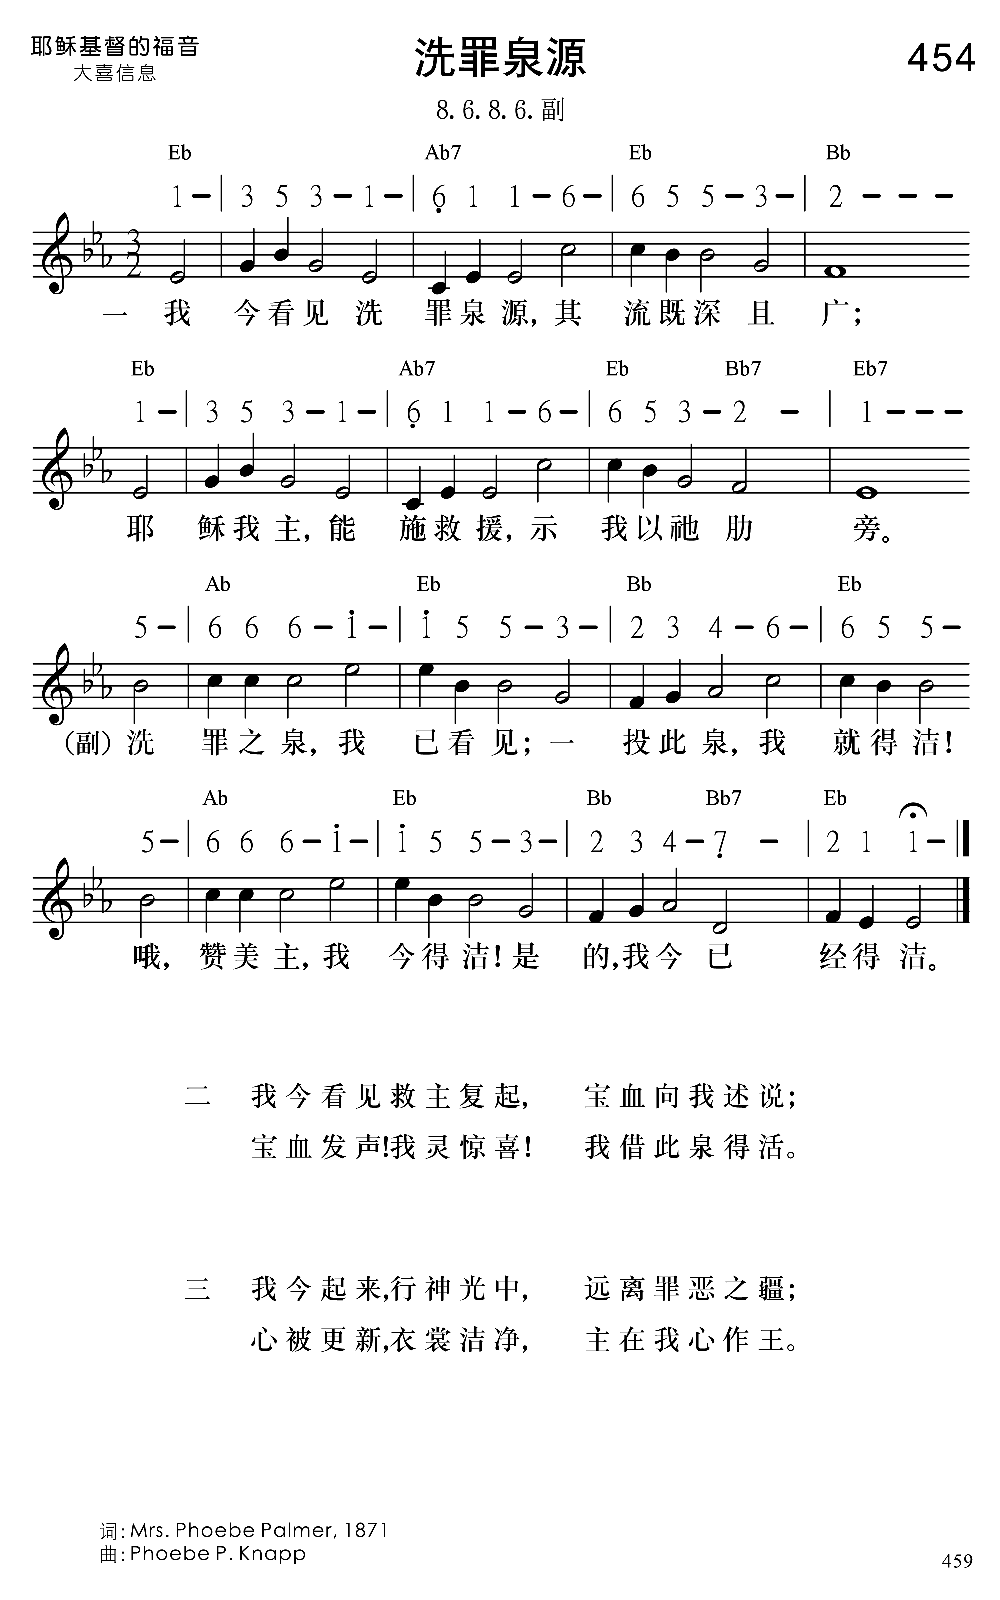 耶稣基督的福音
大喜信息
洗罪泉源
454
8.6.8.6.副
Eb Ab7 Eb Bb
1 - | 3 5 3 - 1 - | 6̣ 1 1 - 6 - | 6 5 5 - 3 - | 2 - - -
3
2
一 我 今看见 洗 罪泉源,其 流既深 且 广;
Eb Ab7 Eb Bb7 Eb7
1 - | 3 5 3 - 1 - | 6̣ 1 1 - 6 - | 6 5 3 - 2 - | 1 - - -
耶 稣我主,能 施救援,示 我以祂 肋 旁。
Ab Eb Bb Eb
5 - | 6 6 6 - 1̇ - | 1̇ 5 5 - 3 - | 2 3 4 - 6 - | 6 5 5 -
(副)洗 罪之泉,我 已看见;一 投此泉,我 就得洁!
Ab Eb Bb Bb7 Eb
5 - | 6 6 6 - 1̇ - | 1̇ 5 5 - 3 - | 2 3 4 - 7̣ - | 2 1 1 - ‖
哦, 赞美主,我 今得洁!是 的,我今 已 经得洁。
二 我今看见救主复起, 宝血向我述说;
宝血发声!我灵惊喜! 我借此泉得活。
三 我今起来,行神光中, 远离罪恶之疆;
心被更新,衣裳洁净, 主在我心作王。
词:Mrs. Phoebe Palmer, 1871
曲:Phoebe P. Knapp
459